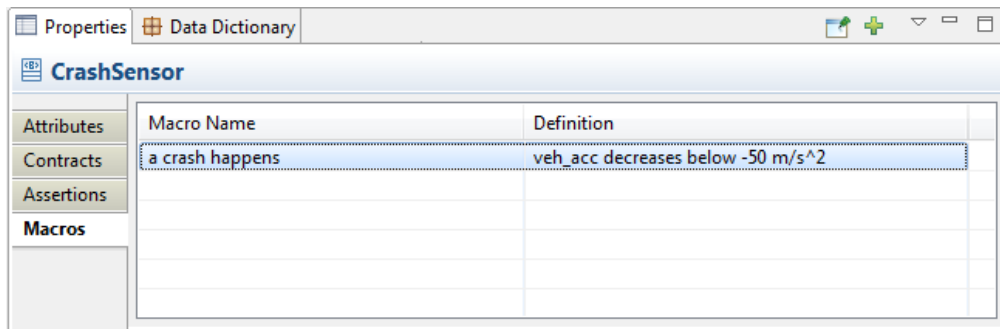 Properties Data Dictionary
CrashSensor
Attributes
Contracts
Assertions
Macros
Macro Name Definition
a crash happens veh_acc decreases below -50 m/s^2